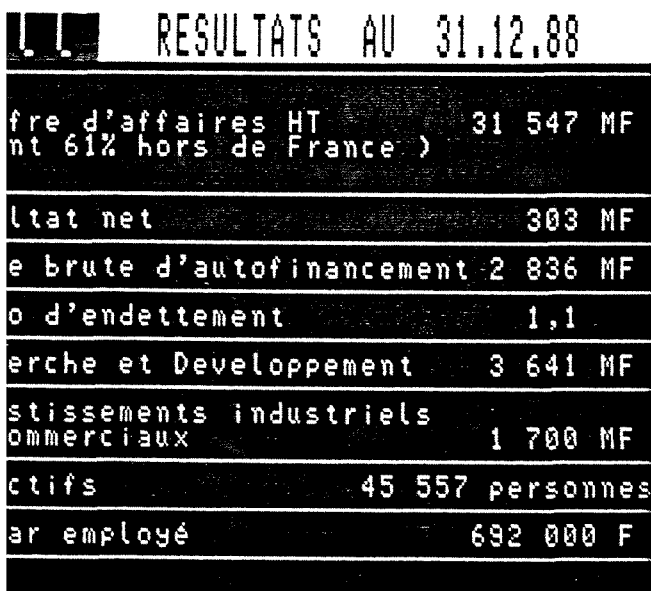 RESULTATS AU 31.12.88
fre d'affaires HT 31 547 MF
nt 61% hors de France )
ltat net 303 MF
e brute d'autofinancement 2 836 MF
o d'endettement 1,1
erche et Developpement 3 641 MF
stissements industriels
ommerciaux 1 700 MF
ctifs 45 557 personnes
ar employé 692 000 F